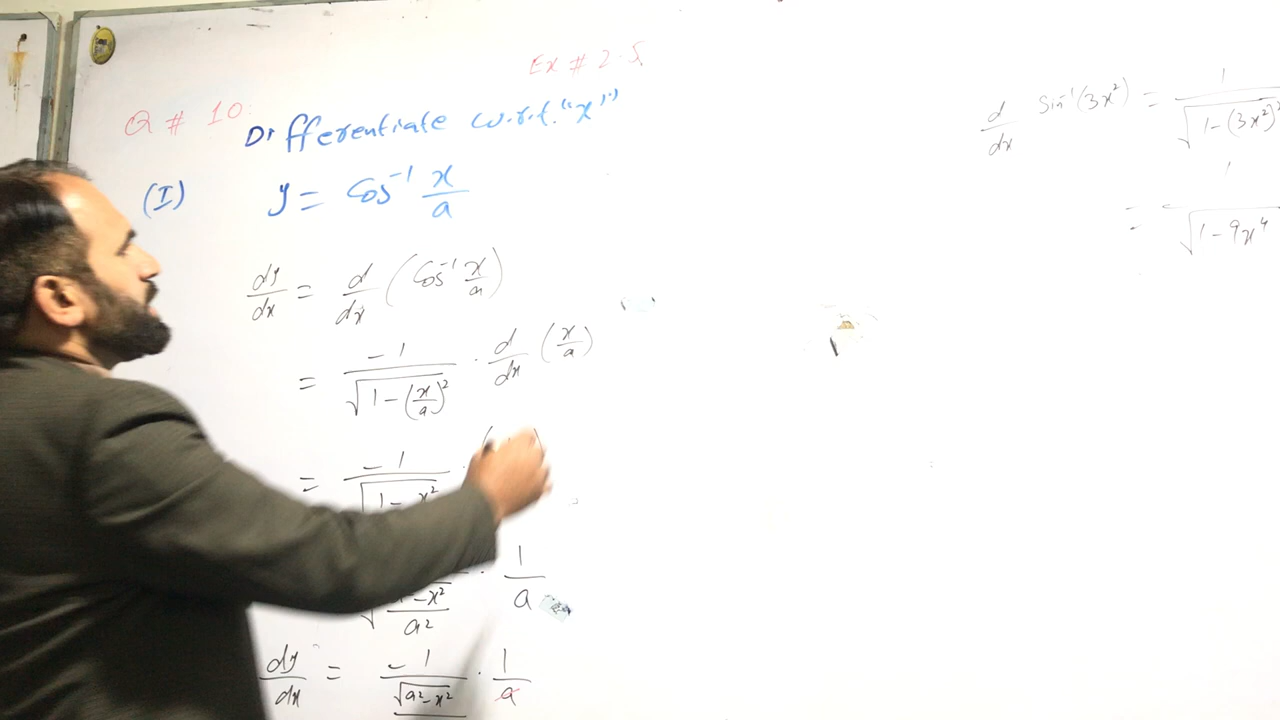 Ex # 2.5
Q # 10.
Differentiate w.r.t. "x"
(I) y = Cos⁻¹ x/a
dy/dx = d/dx (Cos⁻¹ x/a)
= -1/√(1-(x/a)²) · d/dx (x/a)
= -1/√(1-x²
-x²/a² · 1/a
dy/dx = -1/√(a²-x²) · 1/a
d/dx Sin⁻¹(3x²) = 1/√(1-(3x²)²
= 1/√(1-9x⁴